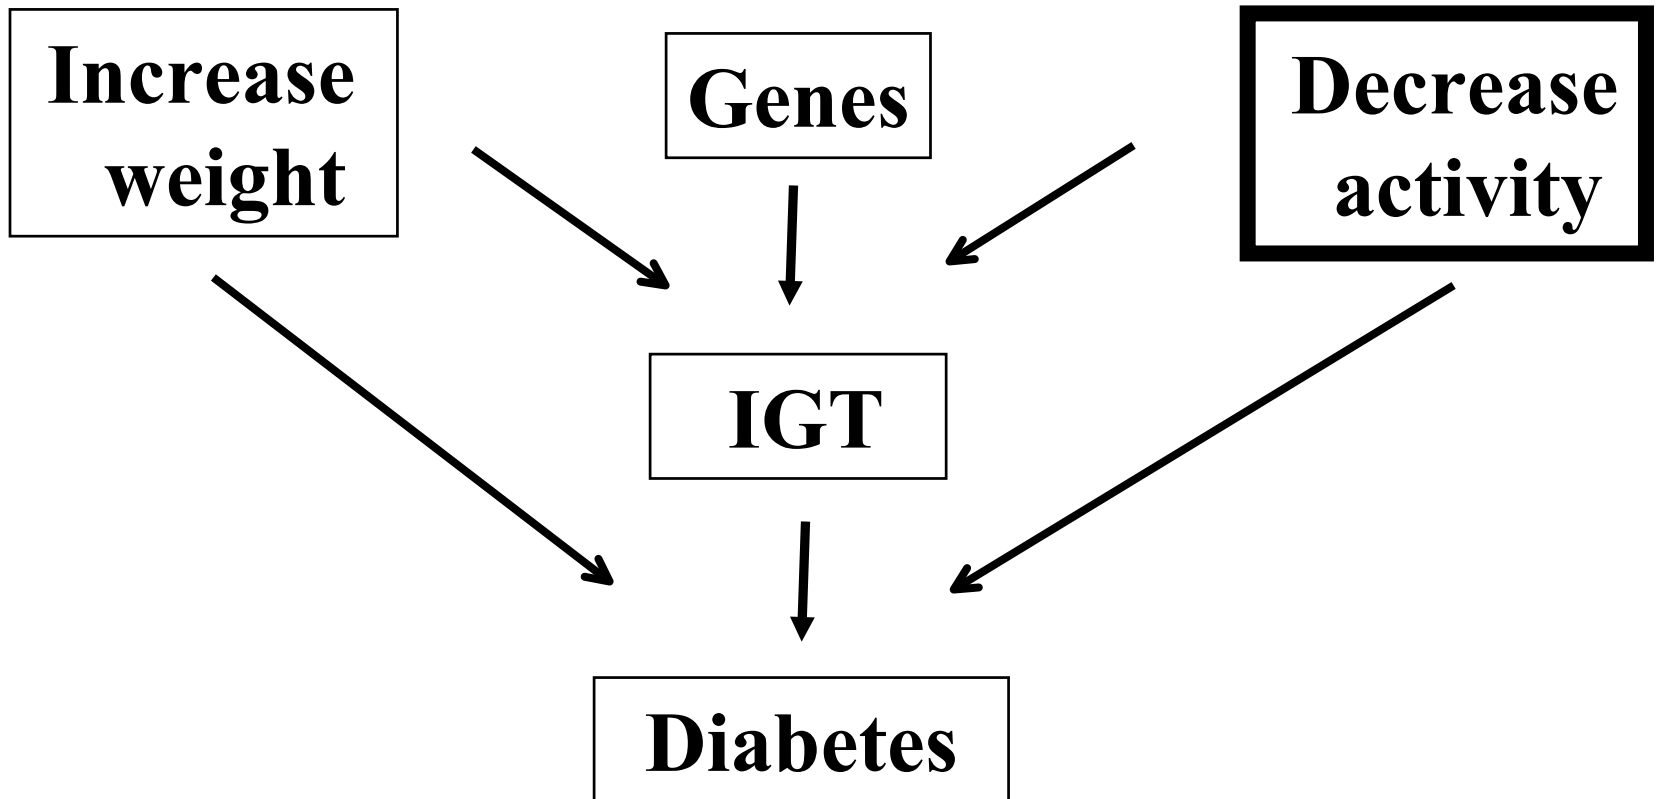 Increase
weight
Genes
Decrease
activity
IGT
Diabetes